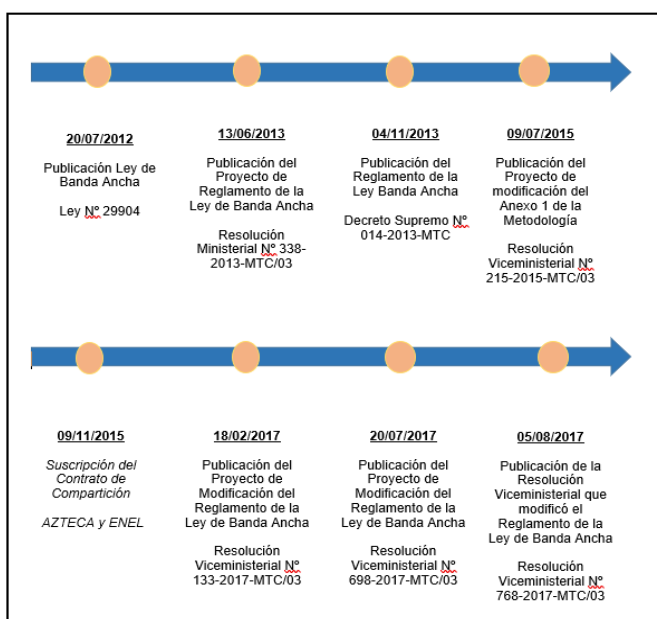 20/07/2012
Publicación Ley de
Banda Ancha
Ley Nº 29904
13/06/2013
Publicación del
Proyecto de
Reglamento de la
Ley de Banda Ancha
Resolución
Ministerial Nº 338-
2013-MTC/03
04/11/2013
Publicación del
Reglamento de la
Ley Banda Ancha
Decreto Supremo Nº
014-2013-MTC
09/07/2015
Publicación del
Proyecto de
modificación del
Anexo 1 de la
Metodología
Resolución
Viceministerial Nº
215-2015-MTC/03
09/11/2015
Suscripción del
Contrato de
Compartición
AZTECA y ENEL
18/02/2017
Publicación del
Proyecto de
Modificación del
Reglamento de la
Ley de Banda Ancha
Resolución
Viceministerial Nº
133-2017-MTC/03
20/07/2017
Publicación del
Proyecto de
Modificación del
Reglamento de la
Ley de Banda Ancha
Resolución
Viceministerial Nº
698-2017-MTC/03
05/08/2017
Publicación de la
Resolución
Viceministerial que
modificó el
Reglamento de la
Ley de Banda Ancha
Resolución
Viceministerial Nº
768-2017-MTC/03